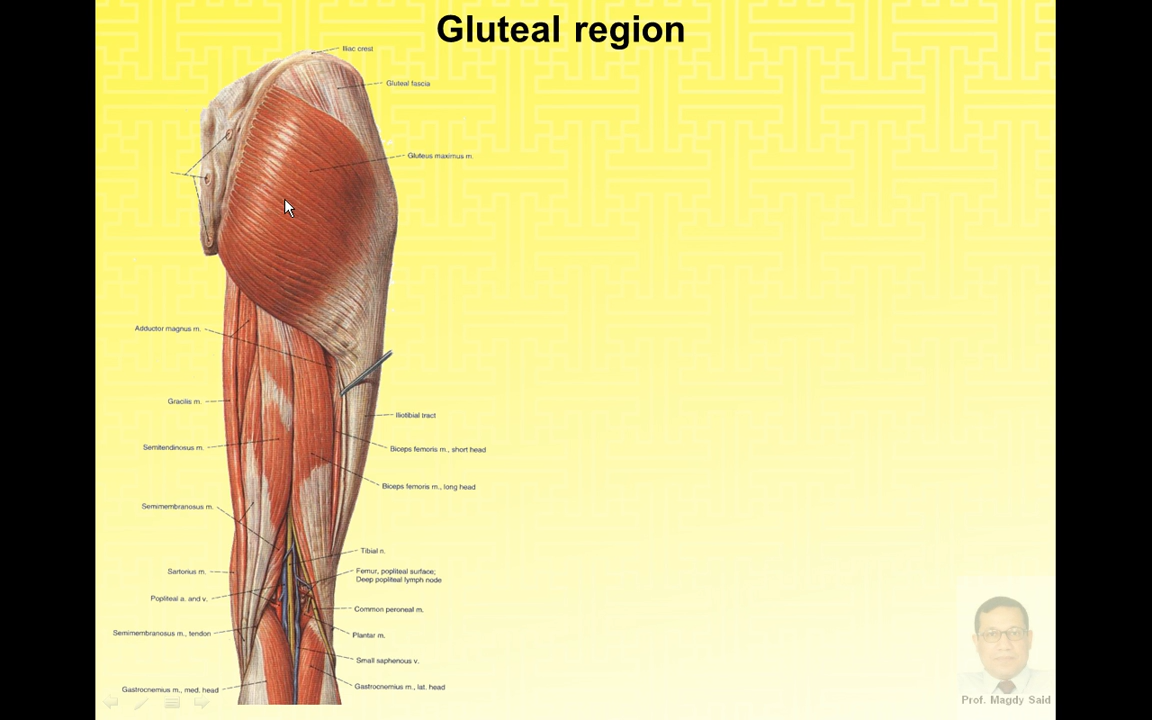 Gluteal region
Iliac crest
Gluteal fascia
Gluteus maximus m.
Adductor magnus m.
Gracilis m.
Iliotibial tract
Semitendinosus m.
Biceps femoris m., short head
Biceps femoris m., long head
Semimembranosus m.
Tibial n.
Sartorius m.
Femur, popliteal surface;
Deep popliteal lymph node
Popliteal a. and v.
Common peroneal m.
Semimembranosus m., tendon
Plantar m.
Small saphenous v.
Gastrocnemius m., med. head
Gastrocnemius m., lat. head
Prof. Magdy Said